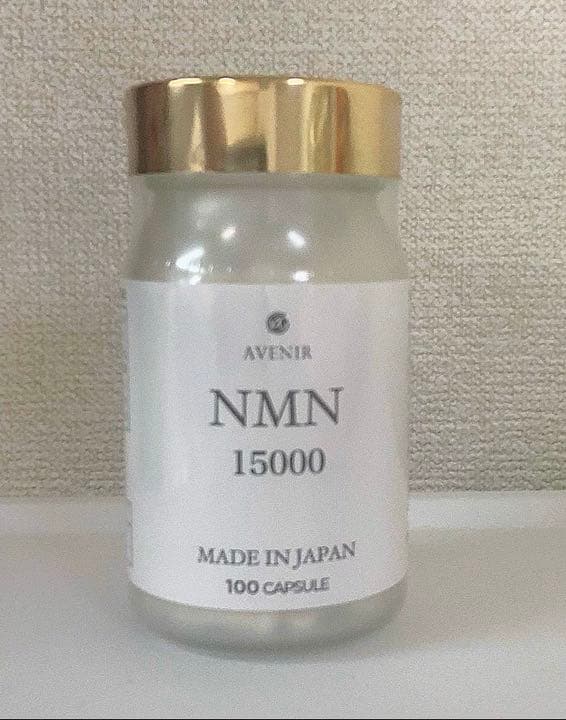 AVENIR
NMN
15000
MADE IN JAPAN
100 CAPSULE